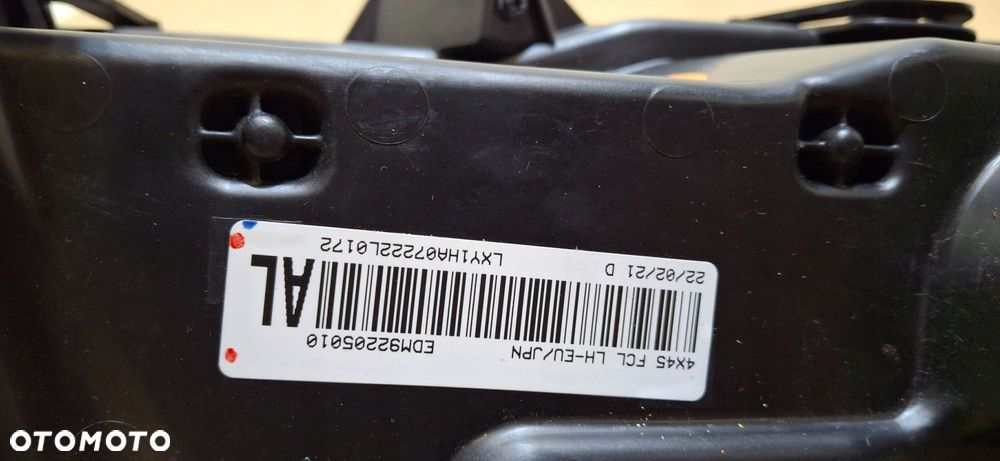 4X45 FCL LH-EU/JPN
EDM92205010
AL
22/02/21 D
LXY1HA07222L0172
OTOMOTO